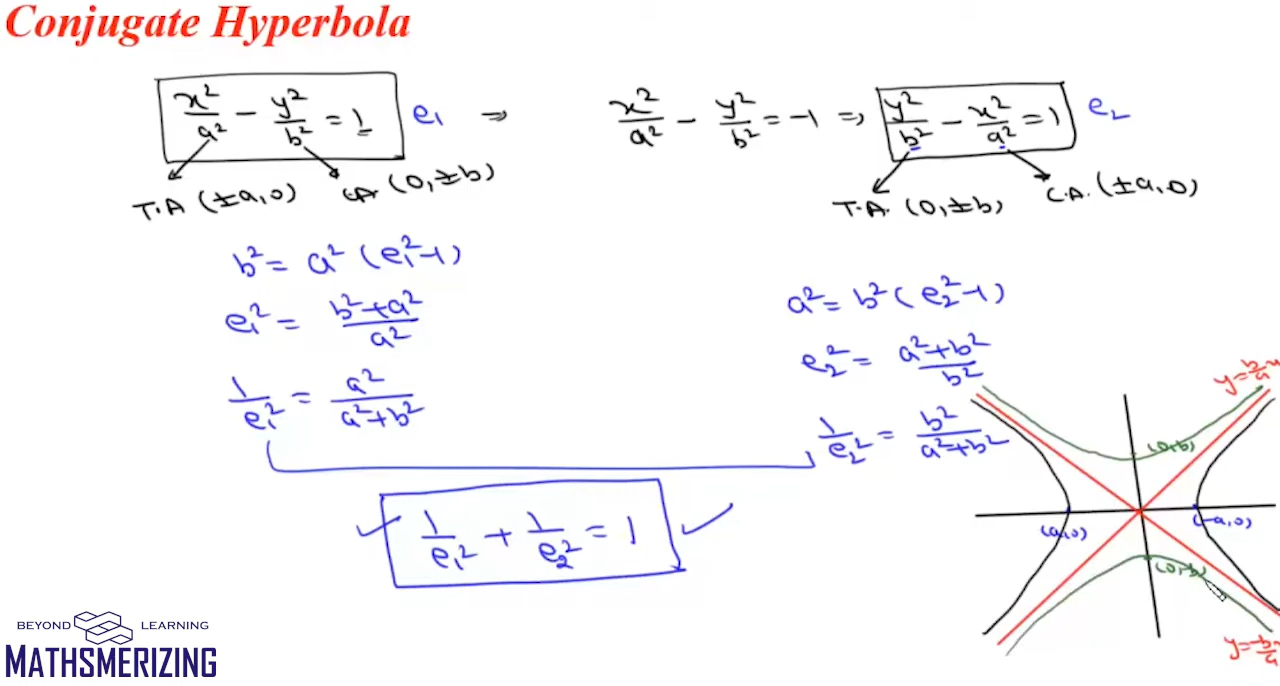 Conjugate Hyperbola
x²/a² - y²/b² = 1 e₁ ⇒ x²/a² - y²/b² = -1 ⇒ y²/b² - x²/a² = 1 e₂
T.A (±a,0) C.A. (0,±b) T.A. (0,±b) C.A. (±a,0)
b² = a² (e₁²-1)
a² = b² (e₂²-1)
e₁² = b²+a²/a²
e₂² = a²+b²/b²
1/e₁² = a²/a²+b²
1/e₂² = b²/a²+b²
1/e₁² + 1/e₂² = 1
y=b/a x
(0,b)
(a,0) (-a,0)
(0,-b)
y=-b/a
BEYOND LEARNING
MATHSMERIZING